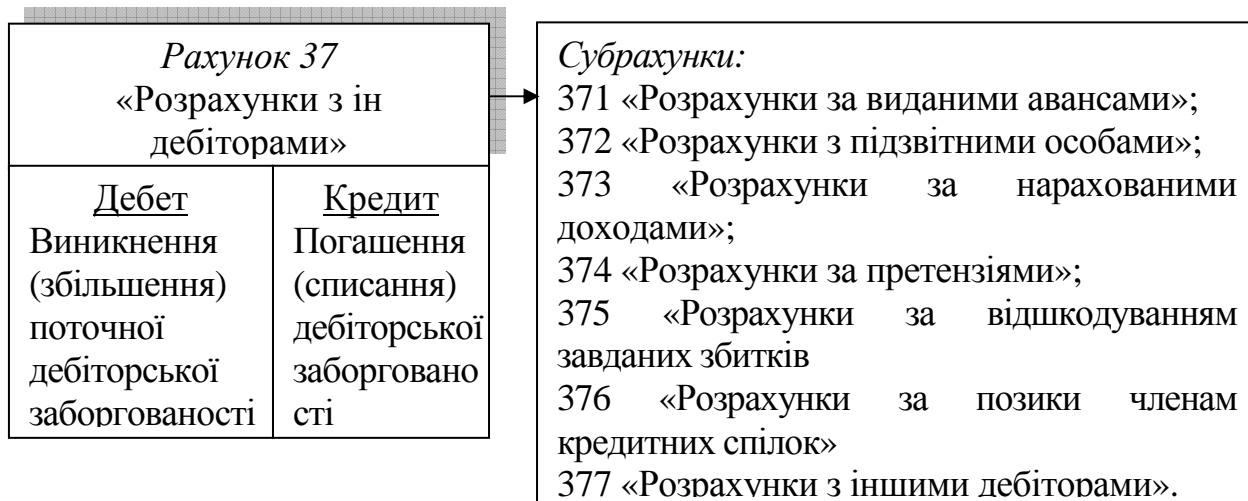 Рахунок 37
«Розрахунки з ін
дебіторами»
Дебет
Виникнення
(збільшення)
поточної
дебіторської
заборгованості
Кредит
Погашення
(списання)
дебіторської
заборговано
сті
Субрахунки:
371 «Розрахунки за виданими авансами»;
372 «Розрахунки з підзвітними особами»;
373 «Розрахунки за нарахованими
доходами»;
374 «Розрахунки за претензіями»;
375 «Розрахунки за відшкодуванням
завданих збитків
376 «Розрахунки за позики членам
кредитних спілок»
377 «Розрахунки з іншими дебіторами».